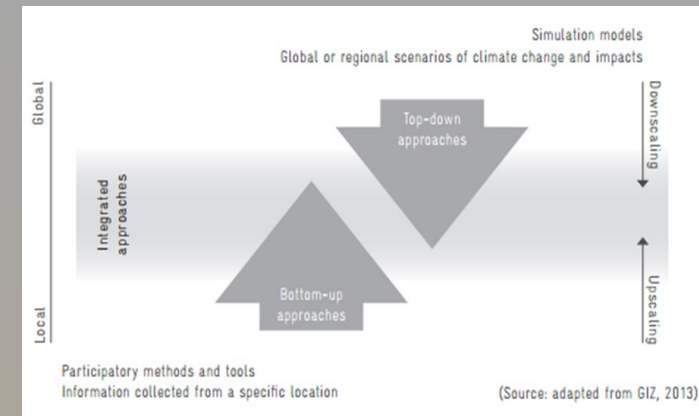 Simulation models
Global or regional scenarios of climate change and impacts
Global
Downscaling
Top-down
approaches
Integrated
approaches
Bottom-up
approaches
Local
Upscaling
Participatory methods and tools
Information collected from a specific location
(Source: adapted from GIZ, 2013)